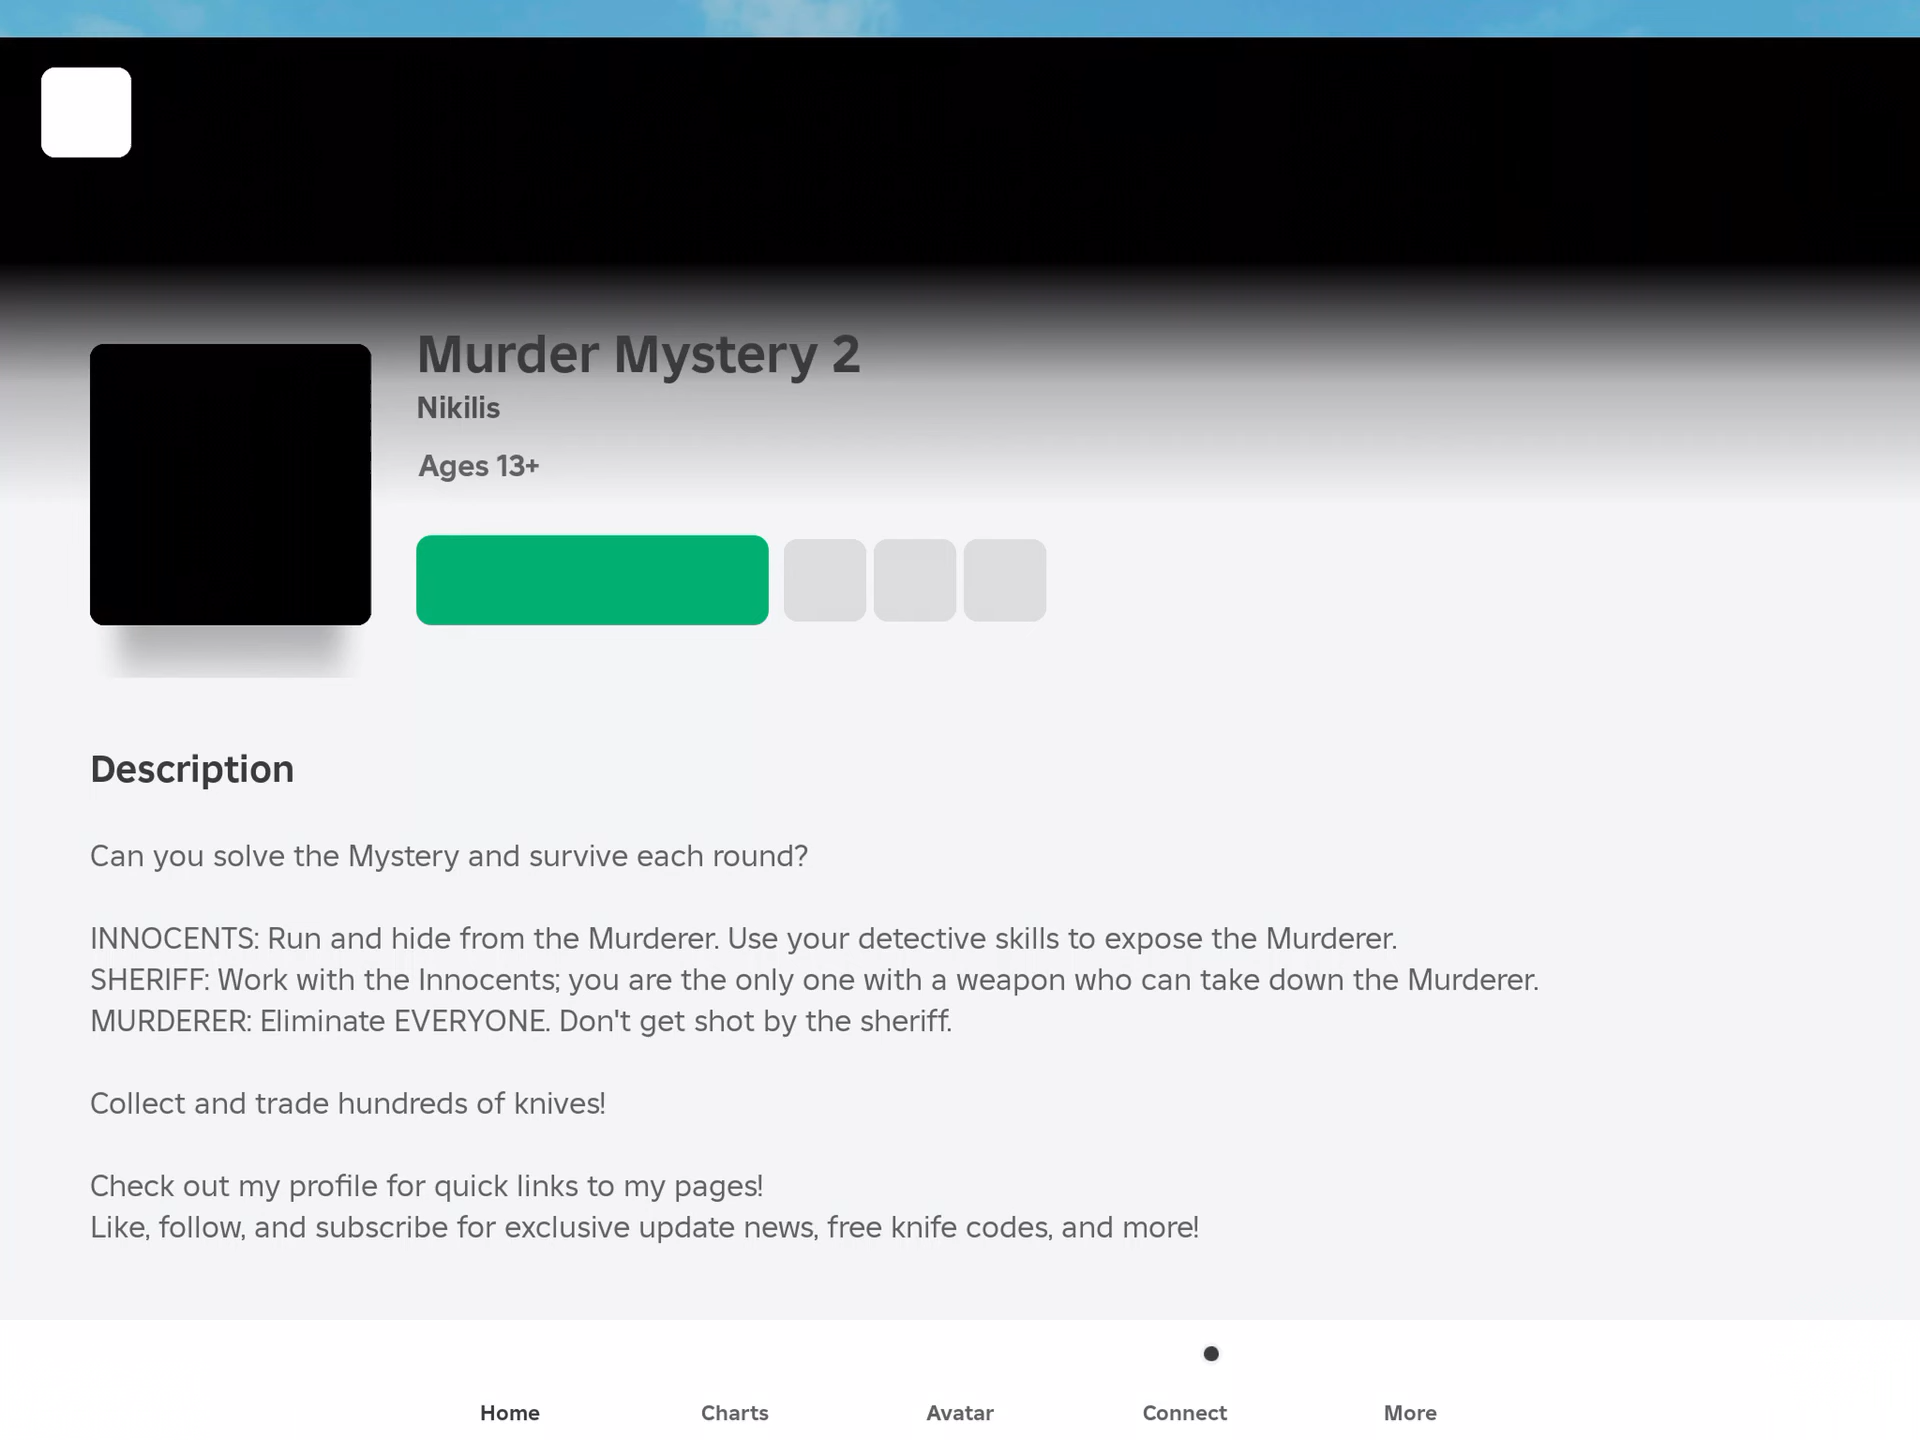 Murder Mystery 2
Nikilis
Ages 13+
Description
Can you solve the Mystery and survive each round?
INNOCENTS: Run and hide from the Murderer. Use your detective skills to expose the Murderer.
SHERIFF: Work with the Innocents; you are the only one with a weapon who can take down the Murderer.
MURDERER: Eliminate EVERYONE. Don't get shot by the sheriff.
Collect and trade hundreds of knives!
Check out my profile for quick links to my pages!
Like, follow, and subscribe for exclusive update news, free knife codes, and more!
Home
Charts
Avatar
Connect
More